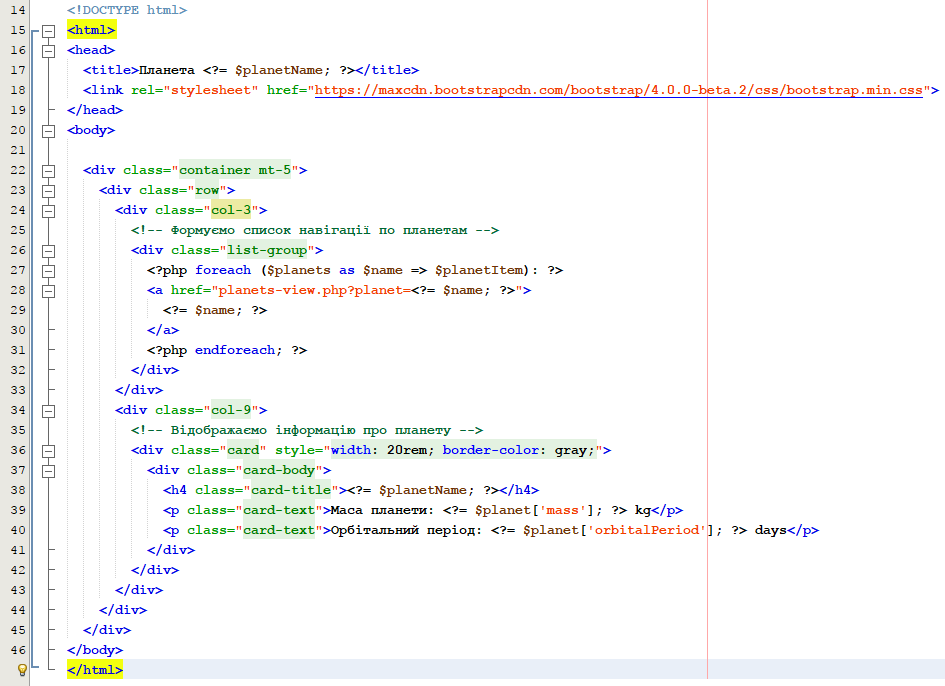 14 <!DOCTYPE html>
15 <html>
16 <head>
17   <title>Планета <?= $planetName; ?></title>
18   <link rel="stylesheet" href="https://maxcdn.bootstrapcdn.com/bootstrap/4.0.0-beta.2/css/bootstrap.min.css">
19 </head>
20 <body>
21
22   <div class="container mt-5">
23     <div class="row">
24       <div class="col-3">
25         <!-- Формуємо список навігації по планетам -->
26         <div class="list-group">
27           <?php foreach ($planets as $name => $planetItem): ?>
28           <a href="planets-view.php?planet=<?= $name; ?>">
29             <?= $name; ?>
30           </a>
31           <?php endforeach; ?>
32         </div>
33       </div>
34       <div class="col-9">
35         <!-- Відображаємо інформацію про планету -->
36         <div class="card" style="width: 20rem; border-color: gray;">
37           <div class="card-body">
38             <h4 class="card-title"><?= $planetName; ?></h4>
39             <p class="card-text">Маса планети: <?= $planet['mass']; ?> kg</p>
40             <p class="card-text">Орбітальний період: <?= $planet['orbitalPeriod']; ?> days</p>
41           </div>
42         </div>
43       </div>
44     </div>
45   </div>
46 </body>
</html>